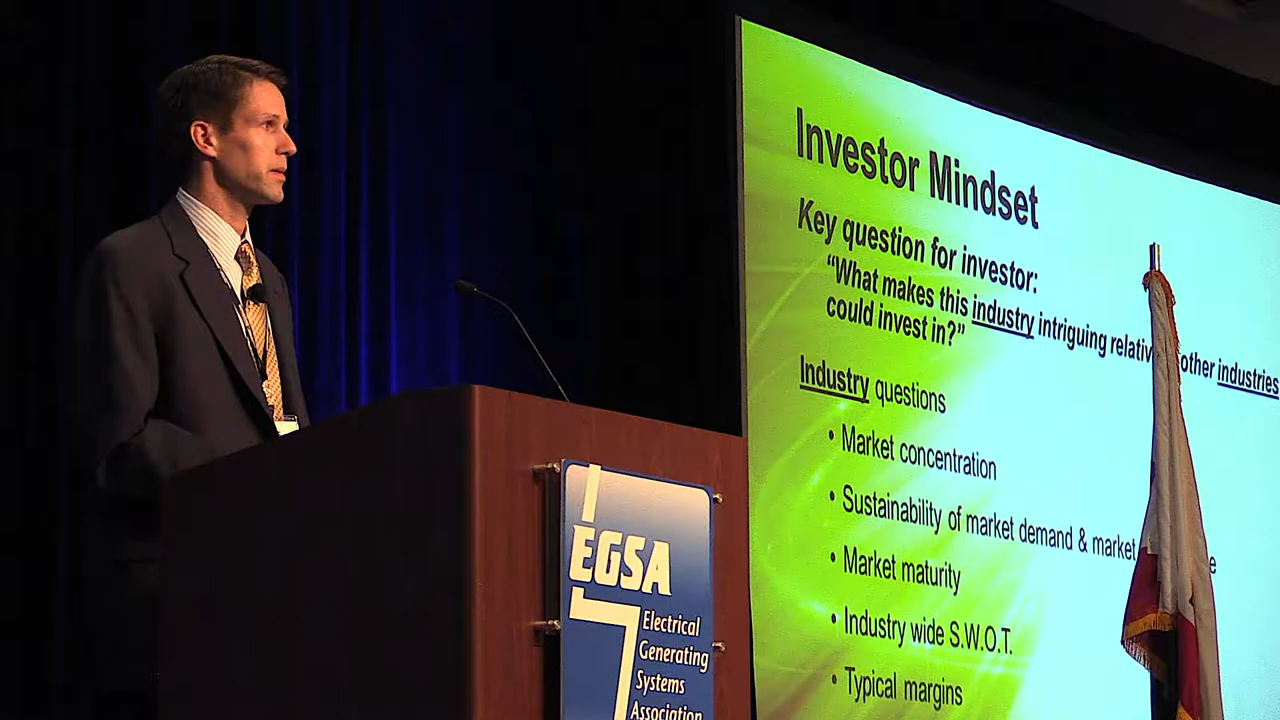 Investor Mindset
Key question for investor:
“What makes this industry intriguing other industries
could invest in?”
Industry questions
• Market concentration
• Sustainability of market demand & market
• Market maturity
• Industry wide S.W.O.T.
• Typical margins
EGSA
Electrical
Generating
Systems
Association